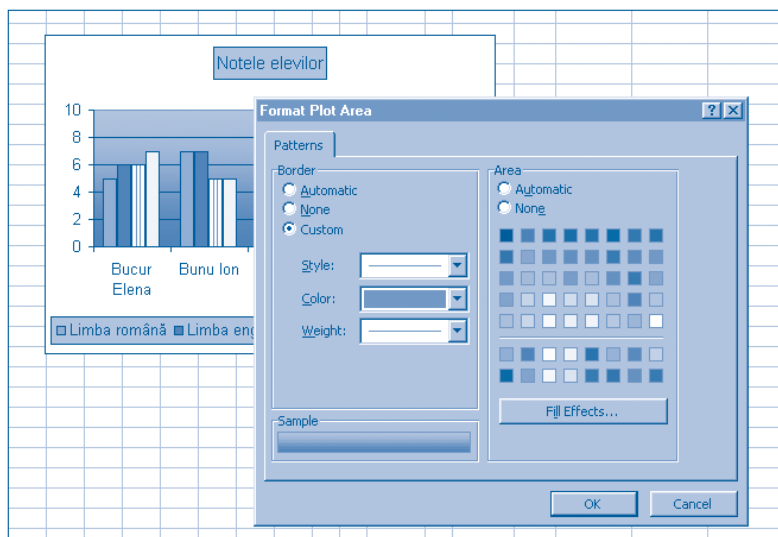 Notele elevilor
10
8
6
4
2
0
Bucur Elena
Bunu Ion
Limba română
Limba eng
Format Plot Area
Patterns
Border
Automatic
None
Custom
Style:
Color:
Weight:
Sample
Area
Automatic
None
Fill Effects...
OK
Cancel